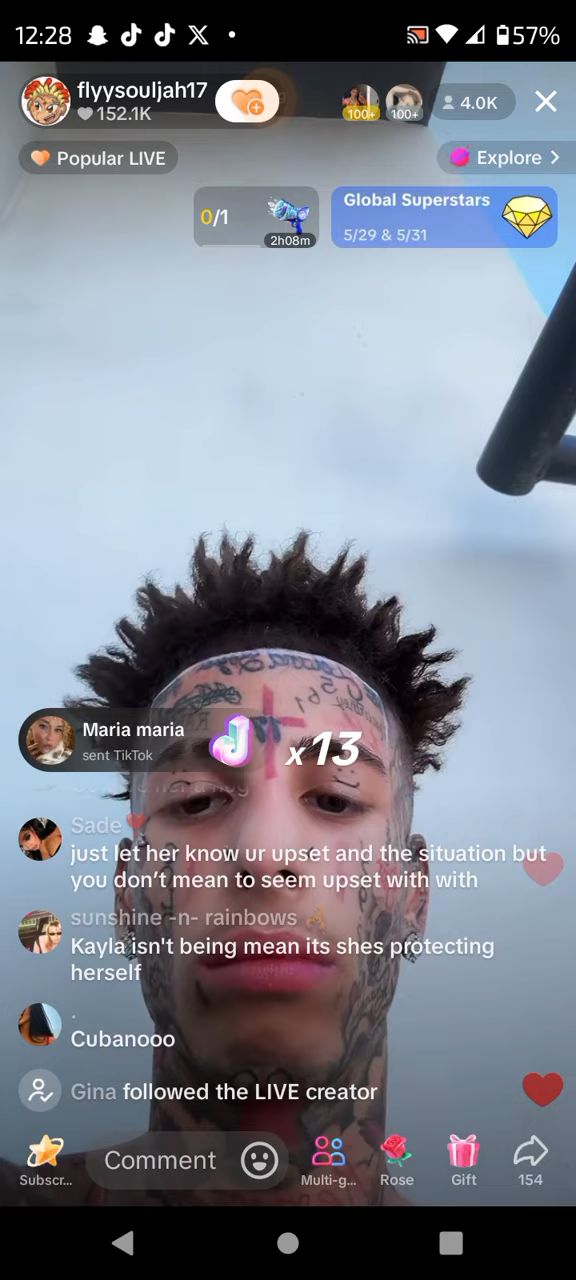 12:28
57%
flyysouljah17
152.1K
100+
100+
4.0K
Popular LIVE
Explore
0/1
2h08m
Global Superstars
5/29 & 5/31
561
Maria maria
sent TikTok
x13
Sade
just let her know ur upset and the situation but
you don't mean to seem upset with with
sunshine -n- rainbows
Kayla isn't being mean its shes protecting
herself
.
Cubanooo
Gina followed the LIVE creator
Subscr...
Comment
Multi-g...
Rose
Gift
154